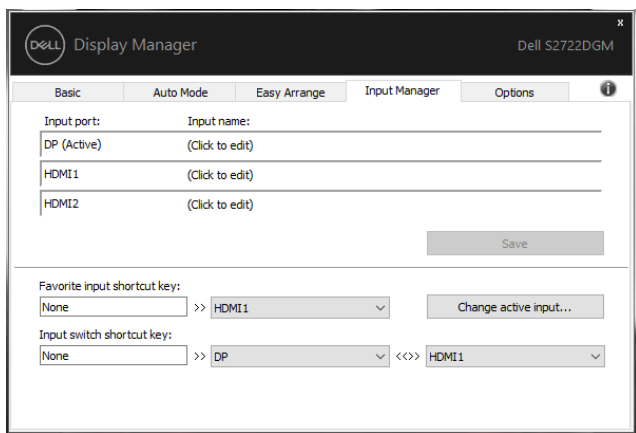 x
DELL Display Manager Dell S2722DGM
Basic Auto Mode Easy Arrange Input Manager Options i
Input port: Input name:
DP (Active) (Click to edit)
HDMI1 (Click to edit)
HDMI2 (Click to edit)
Save
Favorite input shortcut key:
None >> HDMI1 Change active input...
Input switch shortcut key:
None >> DP <<>> HDMI1